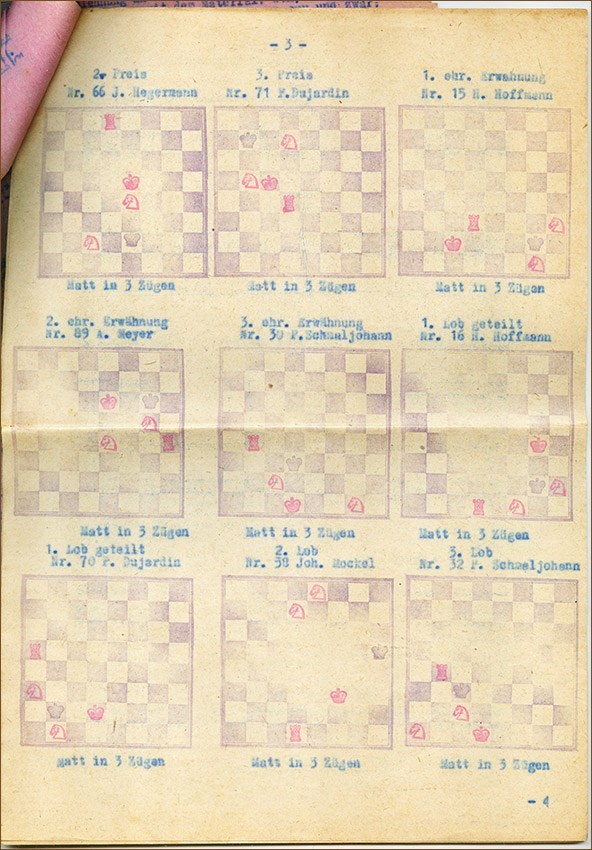 - 3 -
2. Preis
Nr. 66 J. Hegermann
3. Preis
Nr. 71 F.Dujardin
1. ehr. Erwähnung
Nr. 15 H. Hoffmann
Matt in 3 Zügen
Matt in 3 Zügen
Matt in 3 Zügen
2. ehr. Erwähnung
Nr. 89 A. Meyer
3. ehr. Erwähnung
Nr. 30 F.Schmaljohann
1. Lob geteilt
Nr. 16 H. Hoffmann
Matt in 3 Zügen
Matt in 3 Zügen
Matt in 3 Zügen
1. Lob geteilt
Nr. 70 F. Dujardin
2. Lob
Nr. 58 Joh. Mockel
3. Lob
Nr. 32 F. Schmaljohann
Matt in 3 Zügen
Matt in 3 Zügen
Matt in 3 Zügen
- 4